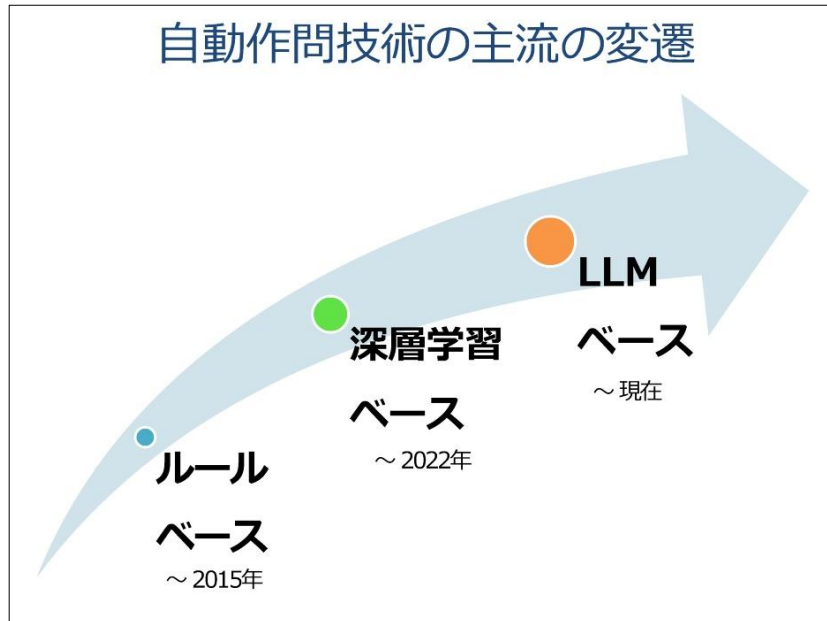 自動作問技術の主流の変遷
LLM
ベース
～ 現在
深層学習
ベース
～ 2022年
ルール
ベース
～ 2015年